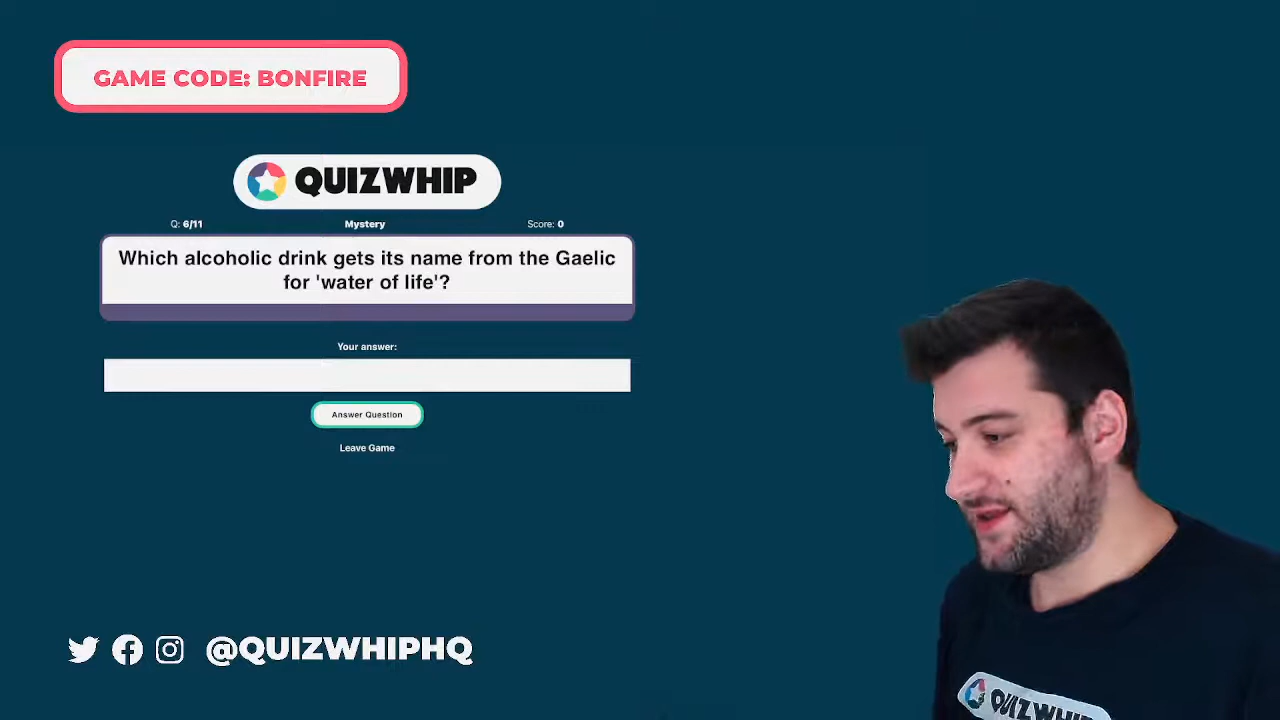 GAME CODE: BONFIRE
QUIZWHIP
Q: 6/11 Mystery Score: 0
Which alcoholic drink gets its name from the Gaelic
for 'water of life'?
Your answer:
Answer Question
Leave Game
@QUIZWHIPHQ
QUIZWHIP